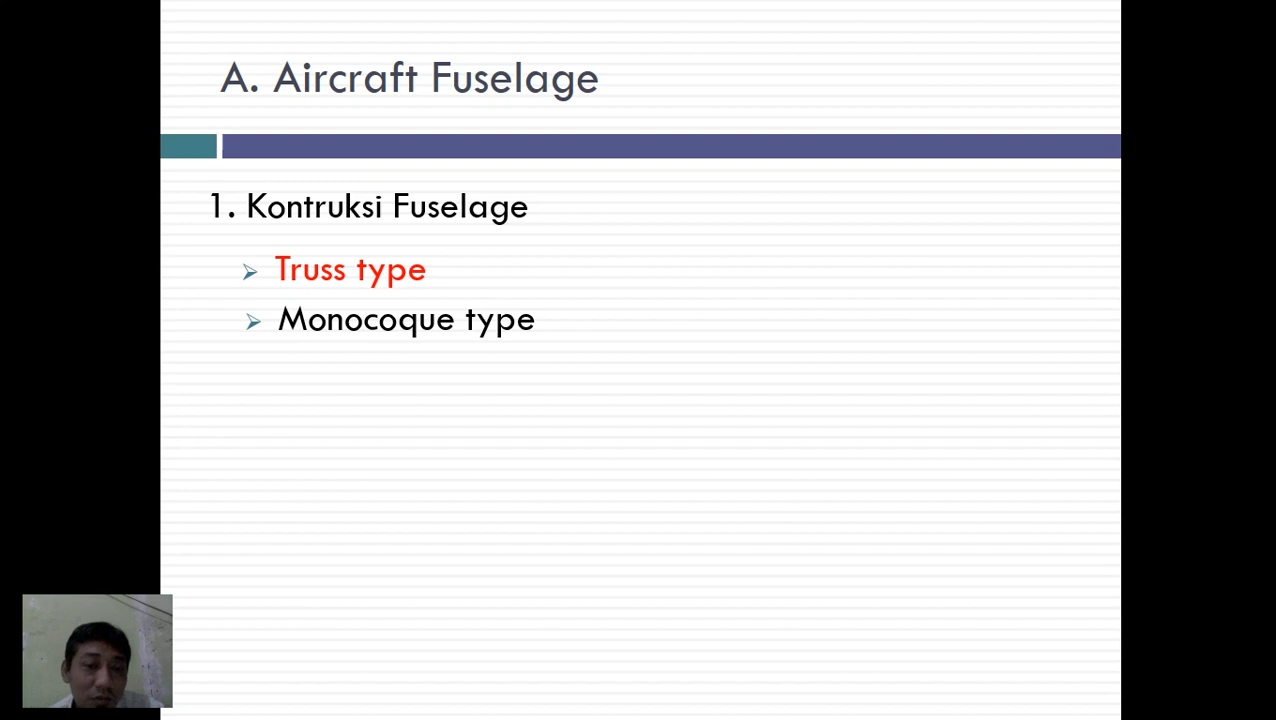 A. Aircraft Fuselage
1. Kontruksi Fuselage
Truss type
Monocoque type